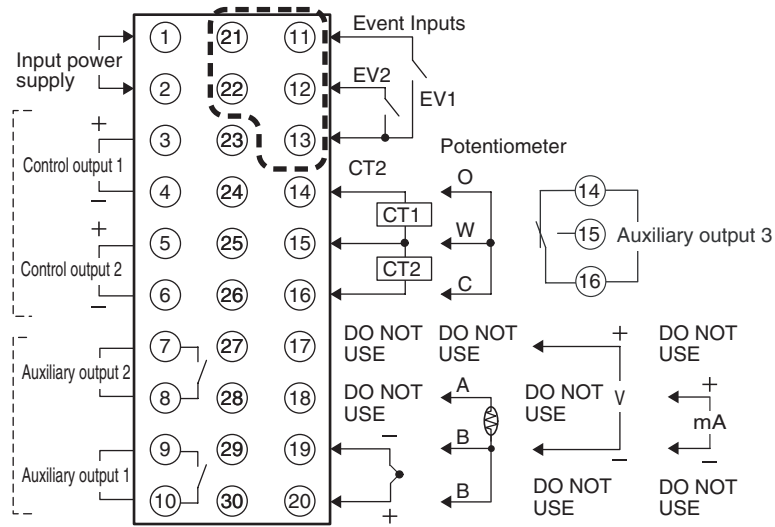 Input power
supply
+
Control output 1
−
+
Control output 2
−
Auxiliary output 2
Auxiliary output 1
1 21 11
2 22 12
3 23 13
4 24 14
5 25 15
6 26 16
7 27 17
8 28 18
9 29 19
10 30 20
Event Inputs
EV2
EV1
CT2
CT1
CT2
Potentiometer
O
W
C
14
15
16
Auxiliary output 3
DO NOT
USE
DO NOT
USE
+
DO NOT
USE
DO NOT
USE
A
DO NOT
USE
V
+
mA
−
B
−
−
+
B
DO NOT
USE
DO NOT
USE